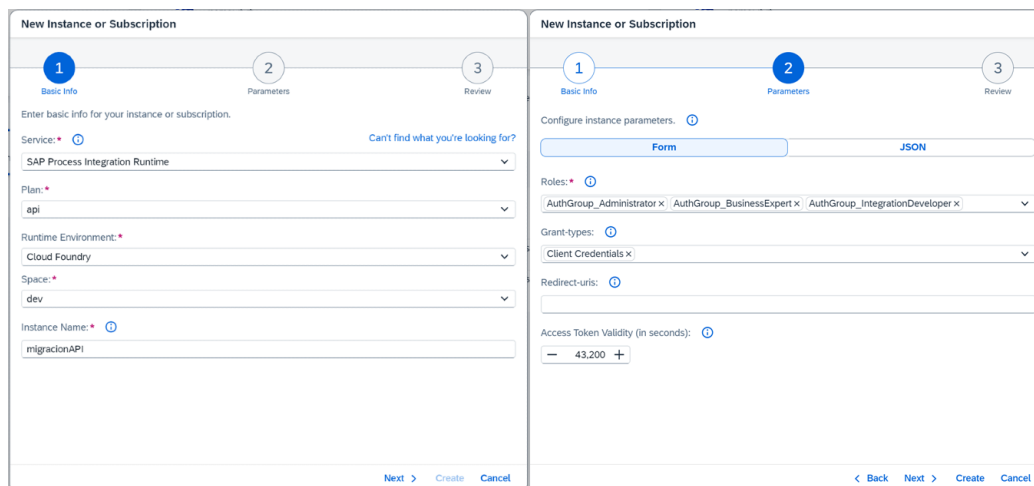 New Instance or Subscription
1
2
3
Basic Info
Parameters
Review
Enter basic info for your instance or subscription.
Service:*
Can't find what you're looking for?
SAP Process Integration Runtime
Plan:*
api
Runtime Environment:*
Cloud Foundry
Space:*
dev
Instance Name:*
migracionAPI
Next >
Create
Cancel
New Instance or Subscription
1
2
3
Basic Info
Parameters
Review
Configure instance parameters.
Form
JSON
Roles:*
AuthGroup_Administrator × AuthGroup_BusinessExpert × AuthGroup_IntegrationDeveloper ×
Grant-types:
Client Credentials ×
Redirect-uris:
Access Token Validity (in seconds):
— 43,200 +
< Back
Next >
Create
Cancel